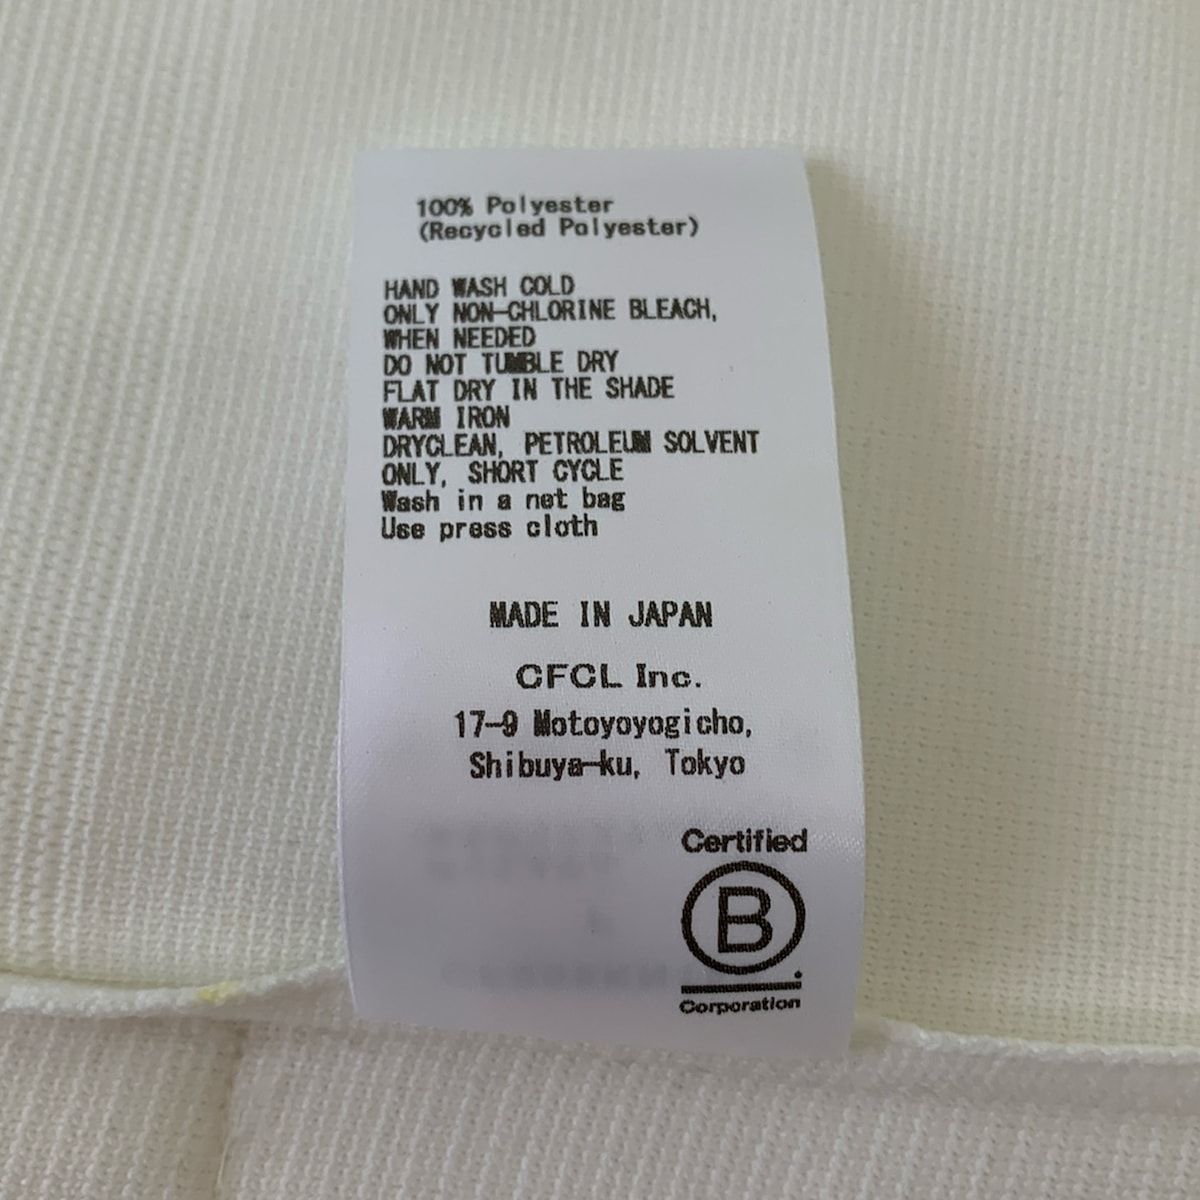 100% Polyester
(Recycled Polyester)
HAND WASH COLD
ONLY NON-CHLORINE BLEACH,
WHEN NEEDED
DO NOT TUMBLE DRY
FLAT DRY IN THE SHADE
WARM IRON
DRYCLEAN, PETROLEUM SOLVENT
ONLY, SHORT CYCLE
Wash in a net bag
Use press cloth
MADE IN JAPAN
CFCL Inc.
17-9 Motoyoyogicho,
Shibuya-ku, Tokyo
Certified
B
Corporation